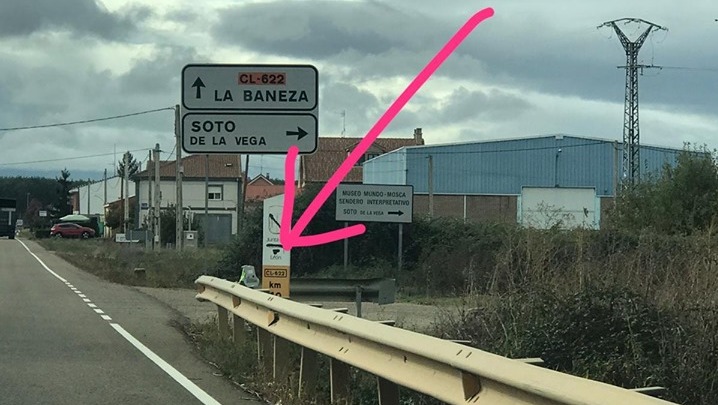 CL-622
LA BANEZA
SOTO
DE LA VEGA
MUSEO MUNDO-MOSCA
SENDERO INTERPRETATIVO
SOTO DE LA VEGA
CL-622
km